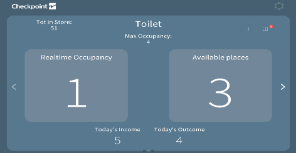 Checkpoint
Tot in Store:
51
Toilet
Max Occupancy:
4
Realtime Occupancy
1
Available places
3
Today's Income
5
Today's Outcome
4